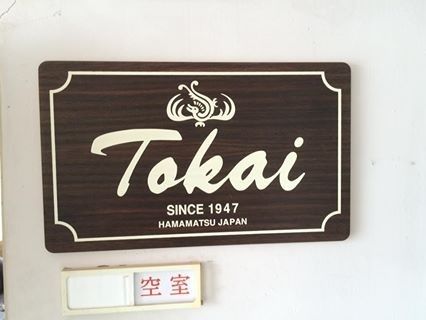 Tokai
SINCE 1947
HAMAMATSU JAPAN
空室